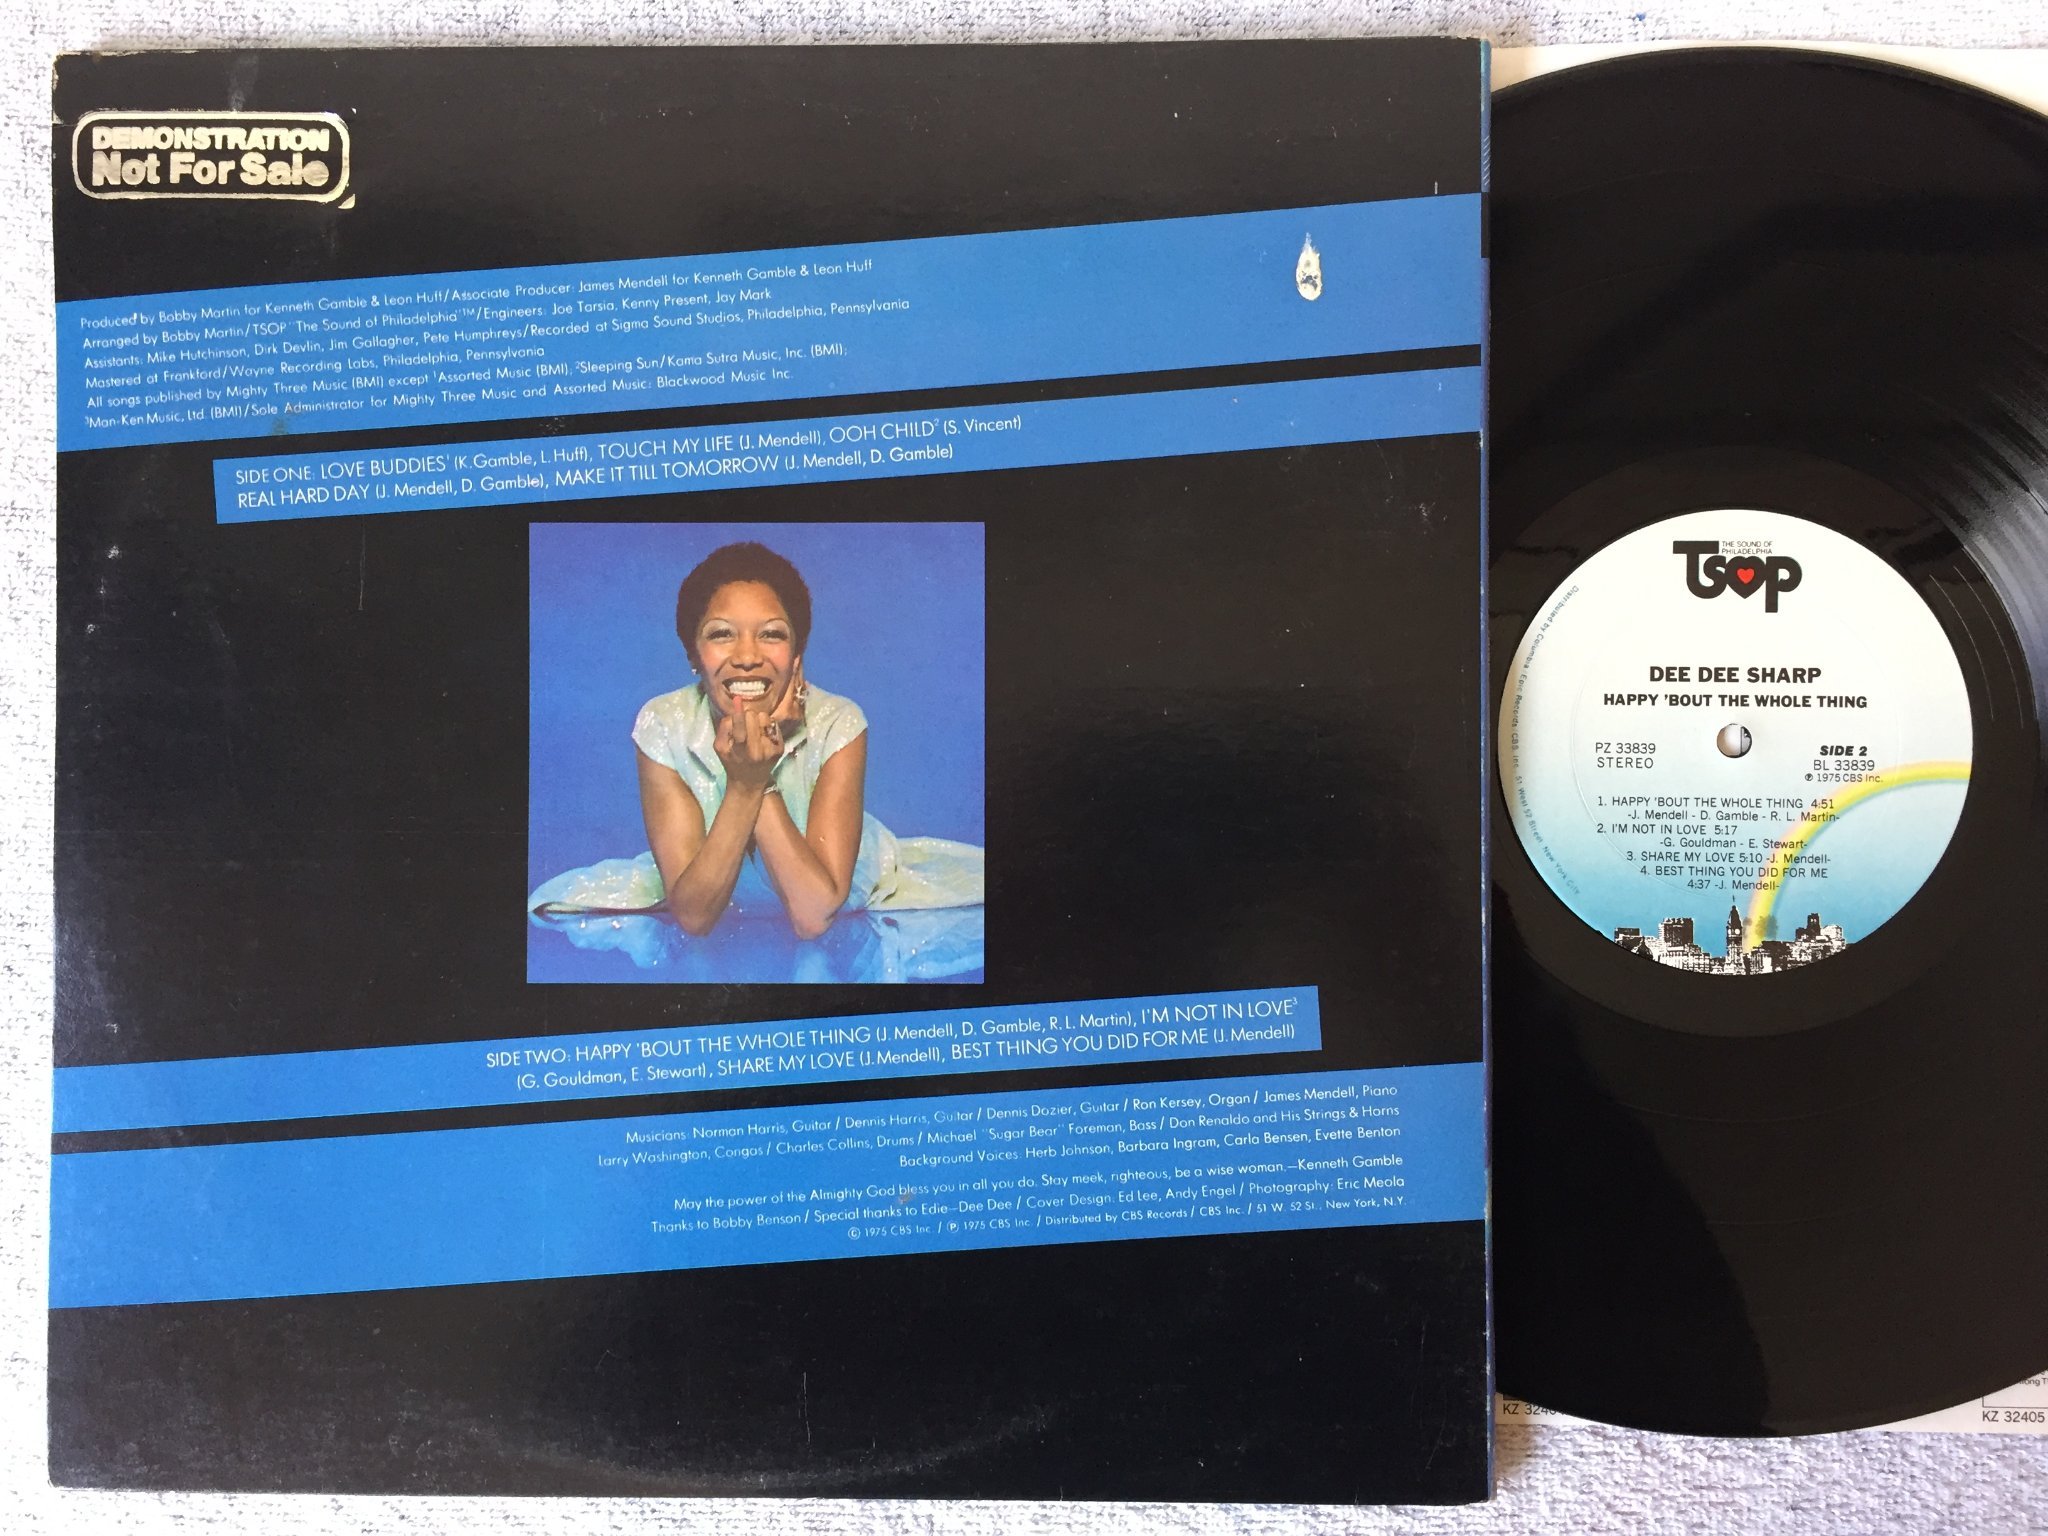 DEMONSTRATION
Not For Sale
Produced by Bobby Martin for Kenneth Gamble & Leon Huff/Associate Producer: James Mendell for Kenneth Gamble & Leon Huff
Arranged by Bobby Martin/TSOP "The Sound of Philadelphia"™/Engineers: Joe Tarsia, Kenny Present, Jay Mark
Assistants: Mike Hutchinson, Dirk Devlin, Jim Gallagher, Pete Humphreys/Recorded at Sigma Sound Studios, Philadelphia, Pennsylvania
Mastered at Frankford/Wayne Recording Labs, Philadelphia, Pennsylvania
All songs published by Mighty Three Music (BMI) except ¹Assorted Music (BMI); ²Sleeping Sun/Kama Sutra Music, Inc. (BMI);
³Man-Ken Music, Ltd. (BMI)/Sole Administrator for Mighty Three Music and Assorted Music: Blackwood Music Inc.
SIDE ONE: LOVE BUDDIES¹ (K. Gamble, L. Huff), TOUCH MY LIFE (J. Mendell), OOH CHILD² (S. Vincent)
REAL HARD DAY (J. Mendell, D. Gamble), MAKE IT TILL TOMORROW (J. Mendell, D. Gamble)
SIDE TWO: HAPPY 'BOUT THE WHOLE THING (J. Mendell, D. Gamble, R. L. Martin), I'M NOT IN LOVE³
(G. Gouldman, E. Stewart), SHARE MY LOVE (J. Mendell), BEST THING YOU DID FOR ME (J. Mendell)
Musicians: Norman Harris, Guitar / Dennis Harris, Guitar / Dennis Dozier, Guitar / Ron Kersey, Organ / James Mendell, Piano
Larry Washington, Congas / Charles Collins, Drums / Michael "Sugar Bear" Foreman, Bass / Don Renaldo and His Strings & Horns
Background Voices: Herb Johnson, Barbara Ingram, Carla Bensen, Evette Benton
May the power of the Almighty God bless you in all you do. Stay meek, righteous, be a wise woman.—Kenneth Gamble
Thanks to Bobby Benson / Special thanks to Edie—Dee Dee / Cover Design: Ed Lee, Andy Engel / Photography: Eric Meola
© 1975 CBS Inc. / ℗ 1975 CBS Inc. / Distributed by CBS Records / CBS Inc. / 51 W. 52 St., New York, N.Y.
THE SOUND OF
PHILADELPHIA
TSOP
DEE DEE SHARP
HAPPY 'BOUT THE WHOLE THING
PZ 33839
STEREO
SIDE 2
BL 33839
℗ 1975 CBS Inc.
1. HAPPY 'BOUT THE WHOLE THING 4:51
-J. Mendell - D. Gamble - R. L. Martin-
2. I'M NOT IN LOVE 5:17
-G. Gouldman - E. Stewart-
3. SHARE MY LOVE 5:10 -J. Mendell-
4. BEST THING YOU DID FOR ME
4:37 -J. Mendell-
Distributed by Columbia Epic Records CBS Inc. 51 West 52 Street New York City
KZ 32405